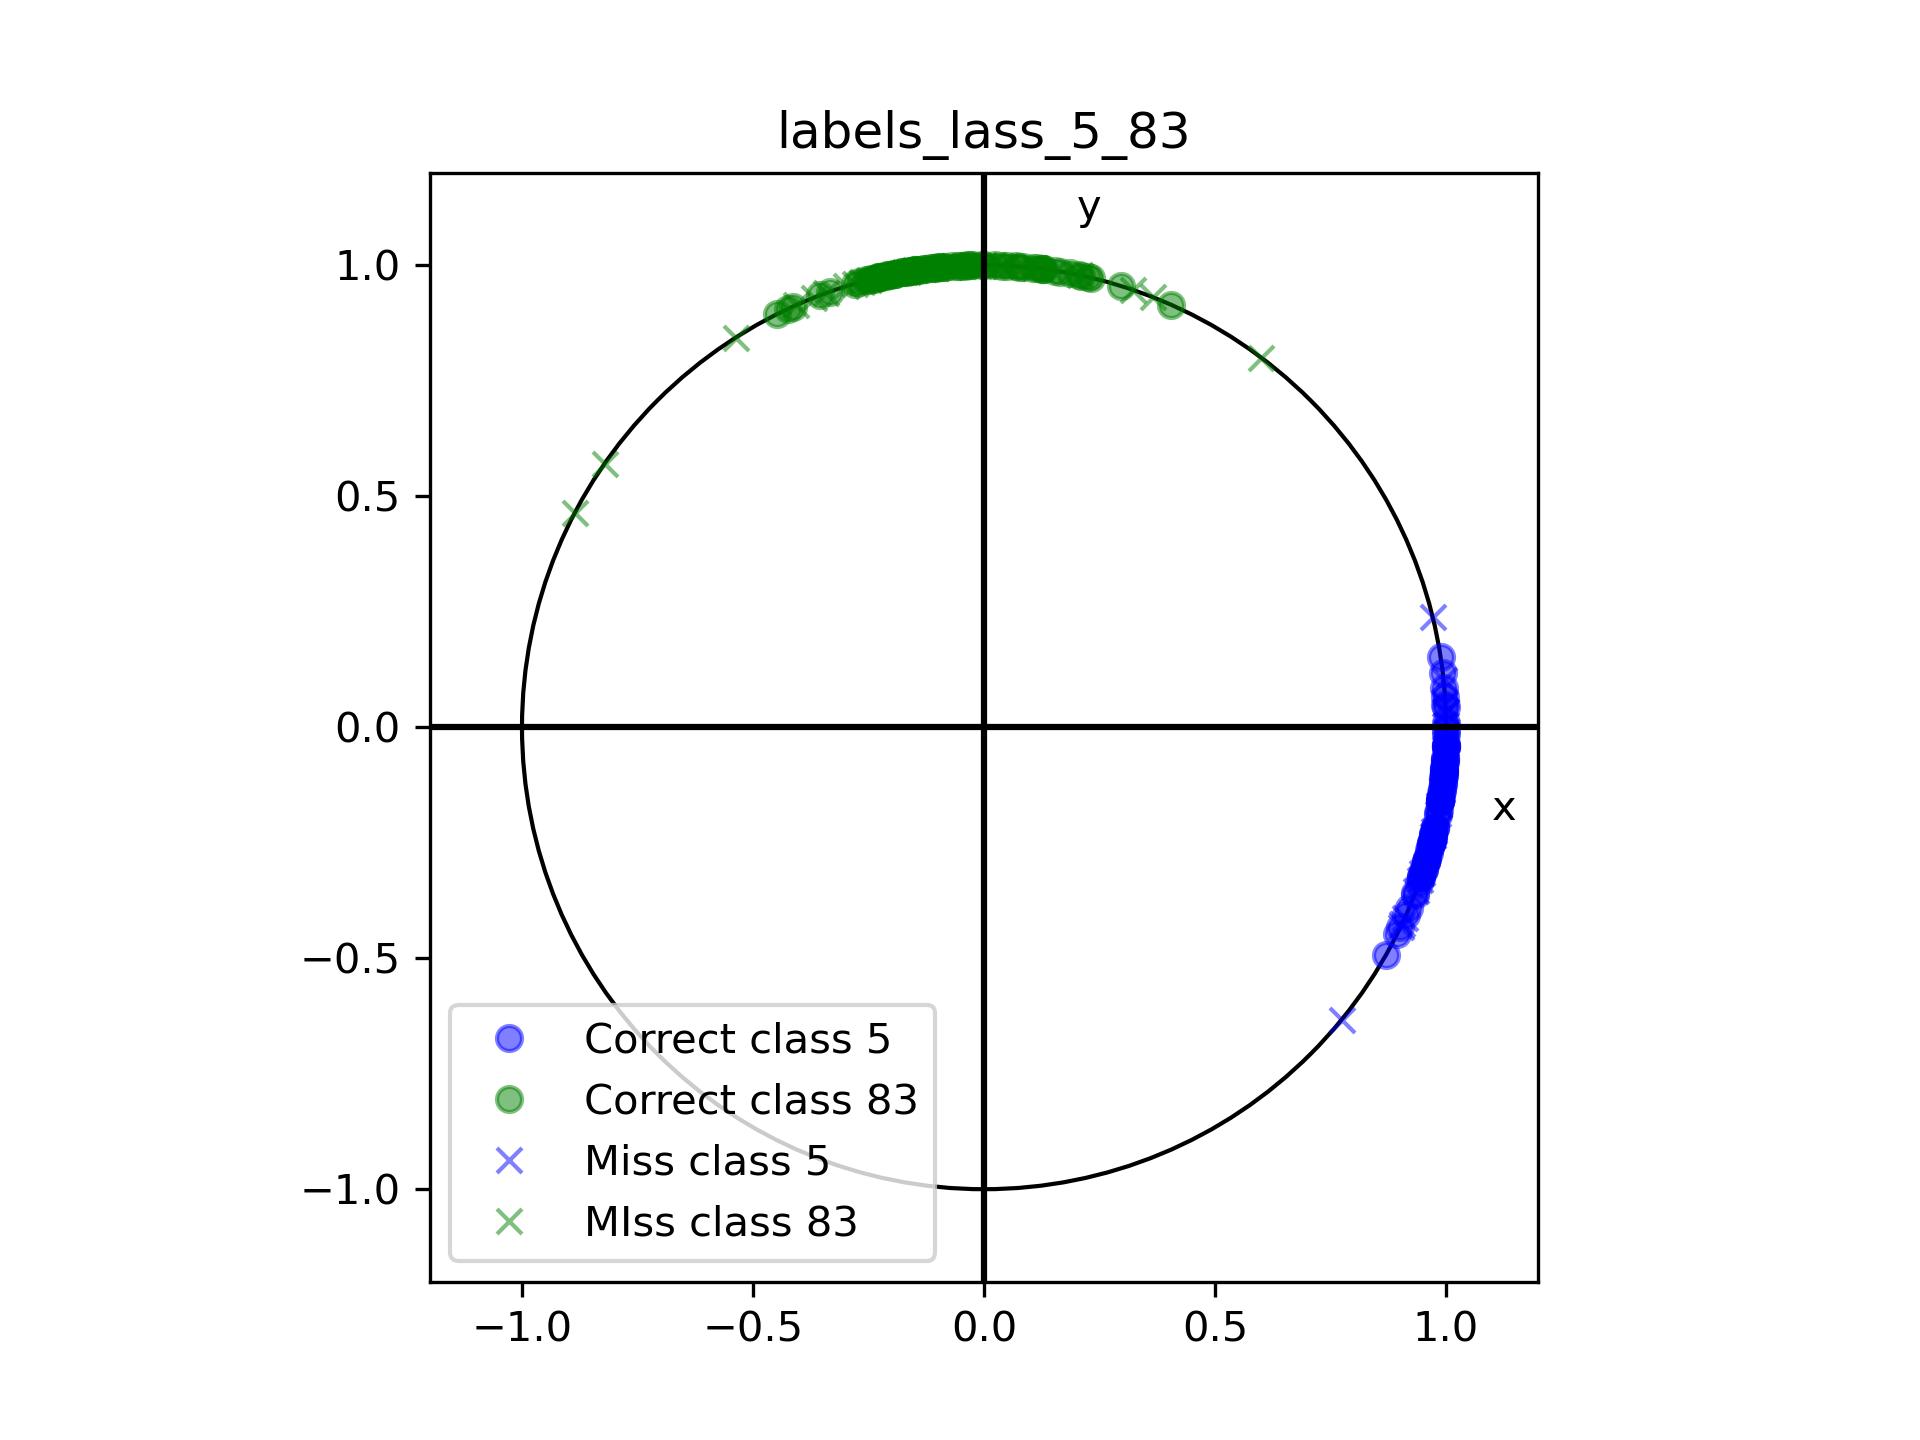 labels_lass_5_83
y
1.0
0.5
0.0
x
−0.5
−1.0
Correct class 5
Correct class 83
Miss class 5
MIss class 83
−1.0 −0.5 0.0 0.5 1.0